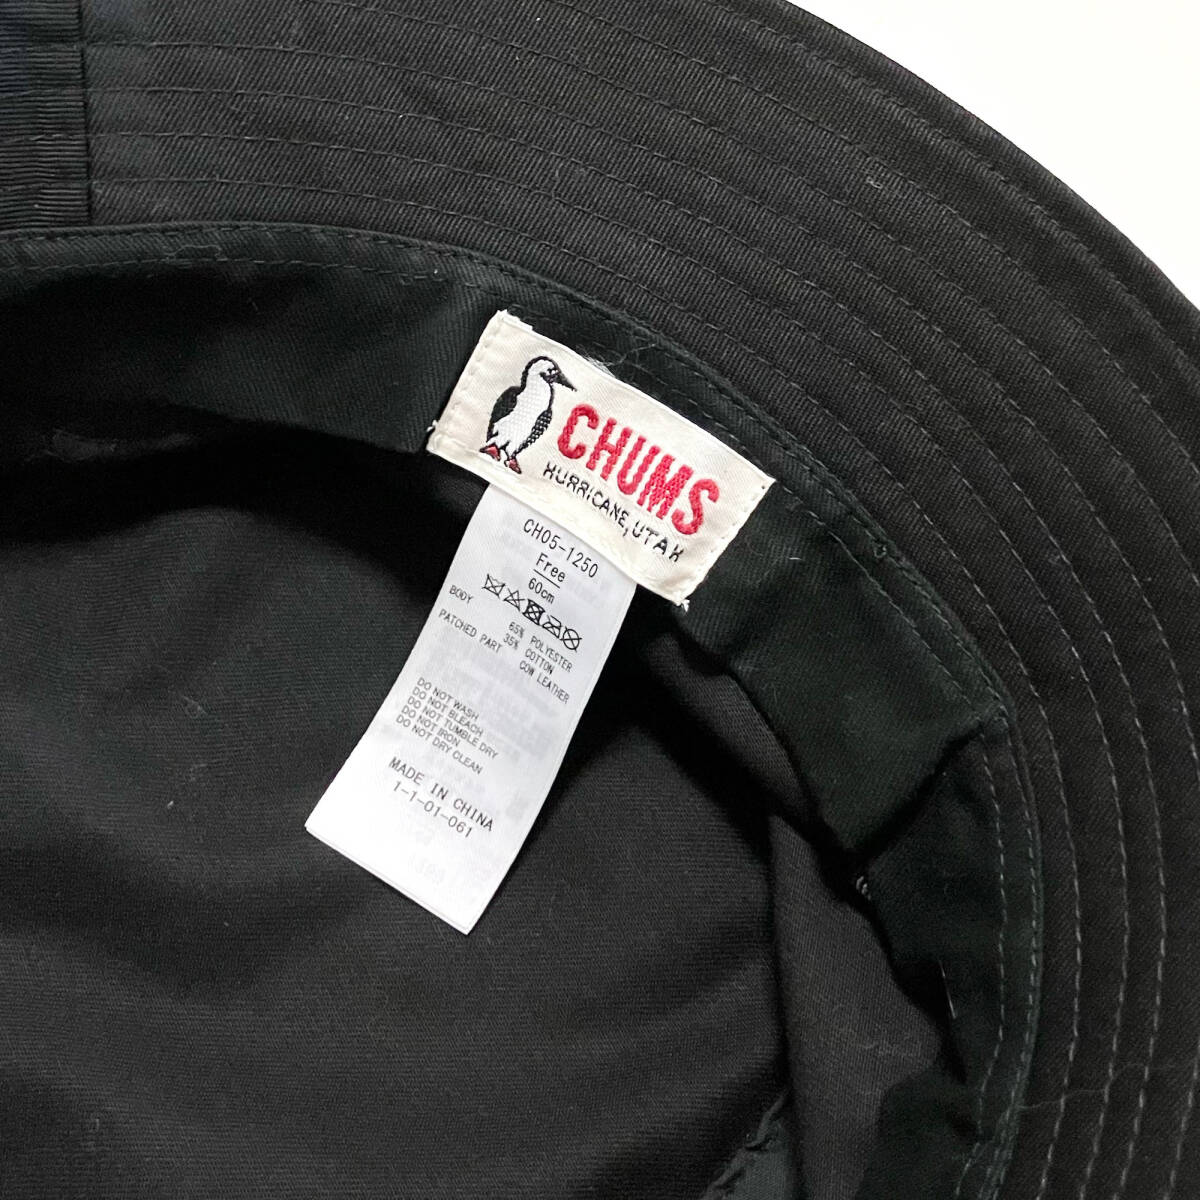 CHUMS
HURRICANE, UTAH
CH05-1250
Free
60cm
BODY 65% POLYESTER
35% COTTON
PATCHED PART COW LEATHER
DO NOT WASH
DO NOT BLEACH
DO NOT TUMBLE DRY
DO NOT IRON
DO NOT DRY CLEAN
MADE IN CHINA
1-1-01-061